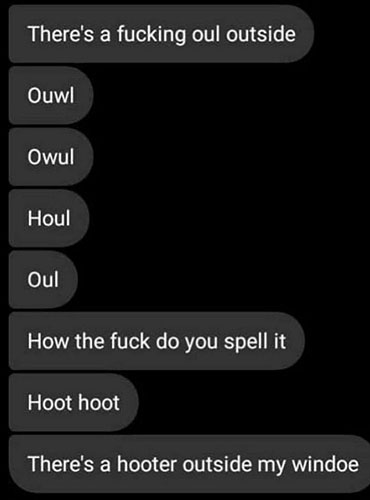 There's a fucking oul outside
Ouwl
Owul
Houl
Oul
How the fuck do you spell it
Hoot hoot
There's a hooter outside my windoe